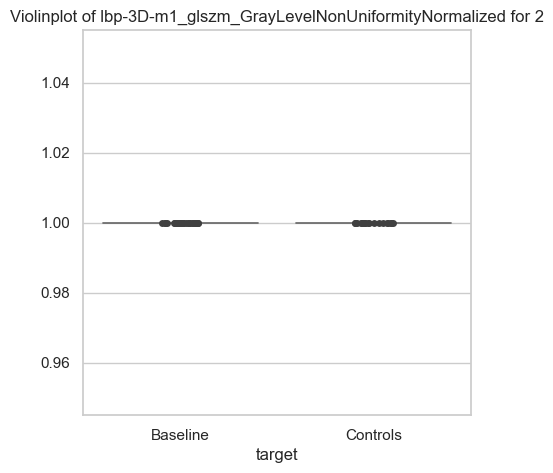 Violinplot of lbp-3D-m1_glszm_GrayLevelNonUniformityNormalized for 2
1.04
1.02
1.00
0.98
0.96
Baseline
Controls
target